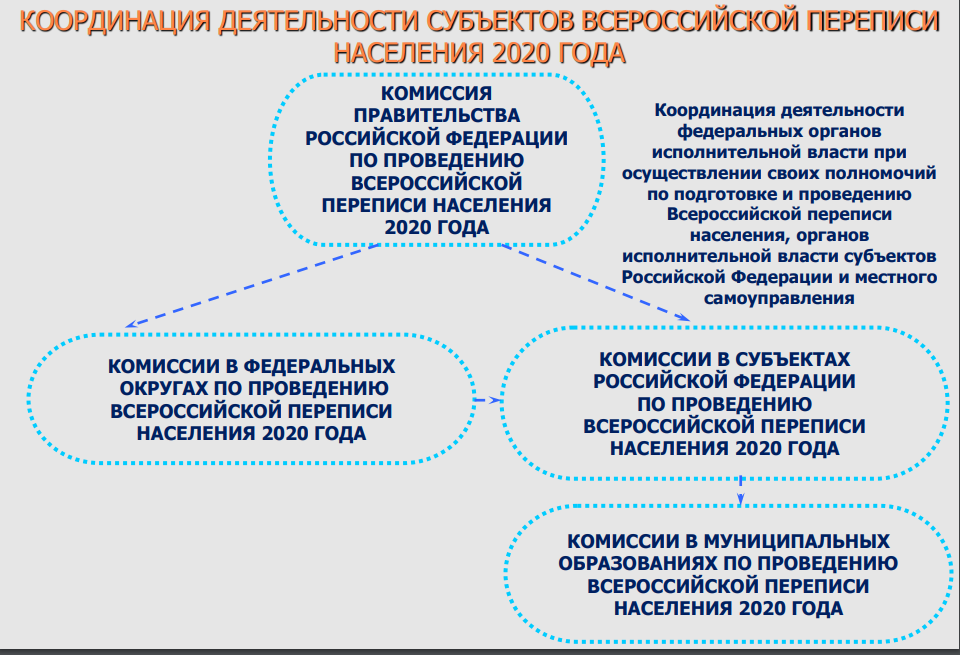 КООРДИНАЦИЯ ДЕЯТЕЛЬНОСТИ СУБЪЕКТОВ ВСЕРОССИЙСКОЙ ПЕРЕПИСИ
НАСЕЛЕНИЯ 2020 ГОДА
КОМИССИЯ
ПРАВИТЕЛЬСТВА
РОССИЙСКОЙ ФЕДЕРАЦИИ
ПО ПРОВЕДЕНИЮ
ВСЕРОССИЙСКОЙ
ПЕРЕПИСИ НАСЕЛЕНИЯ
2020 ГОДА
Координация деятельности
федеральных органов
исполнительной власти при
осуществлении своих полномочий
по подготовке и проведению
Всероссийской переписи
населения, органов
исполнительной власти субъектов
Российской Федерации и местного
самоуправления
КОМИССИИ В ФЕДЕРАЛЬНЫХ
ОКРУГАХ ПО ПРОВЕДЕНИЮ
ВСЕРОССИЙСКОЙ ПЕРЕПИСИ
НАСЕЛЕНИЯ 2020 ГОДА
КОМИССИИ В СУБЪЕКТАХ
РОССИЙСКОЙ ФЕДЕРАЦИИ
ПО ПРОВЕДЕНИЮ
ВСЕРОССИЙСКОЙ ПЕРЕПИСИ
НАСЕЛЕНИЯ 2020 ГОДА
КОМИССИИ В МУНИЦИПАЛЬНЫХ
ОБРАЗОВАНИЯХ ПО ПРОВЕДЕНИЮ
ВСЕРОССИЙСКОЙ ПЕРЕПИСИ
НАСЕЛЕНИЯ 2020 ГОДА